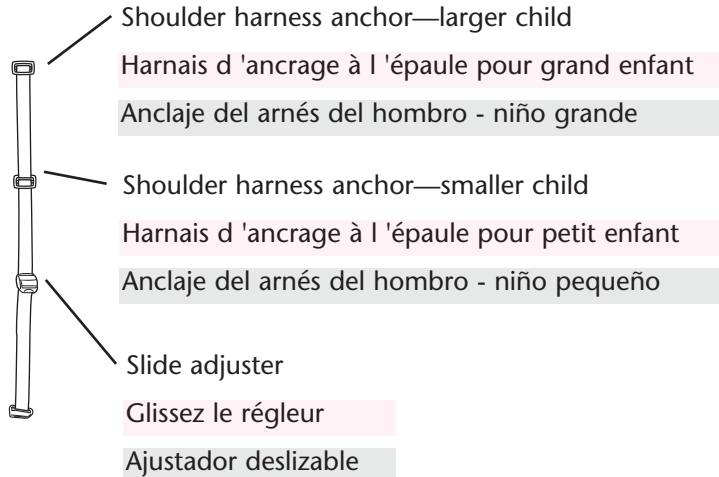 Shoulder harness anchor—larger child
Harnais d 'ancrage à l 'épaule pour grand enfant
Anclaje del arnés del hombro - niño grande
Shoulder harness anchor—smaller child
Harnais d 'ancrage à l 'épaule pour petit enfant
Anclaje del arnés del hombro - niño pequeño
Slide adjuster
Glissez le régleur
Ajustador deslizable